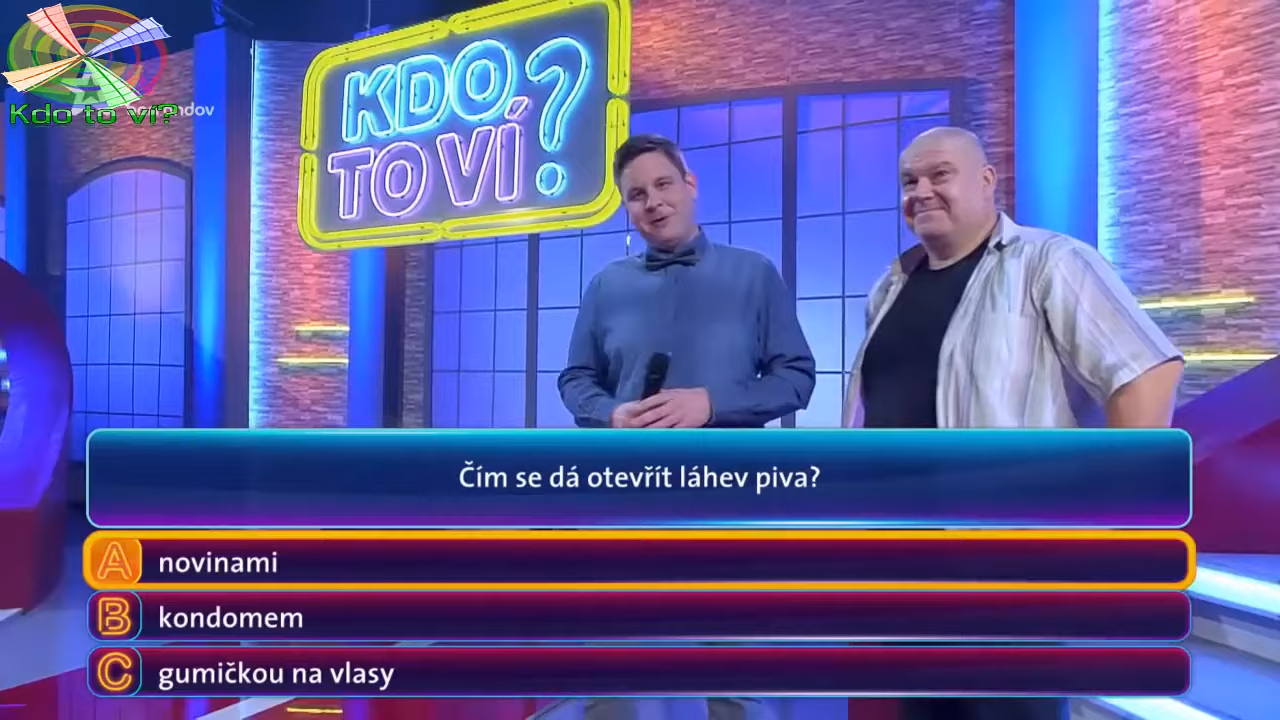 Kdo to ví?
KDO
TO VÍ?
Čím se dá otevřít láhev piva?
A novinami
B kondomem
C gumičkou na vlasy